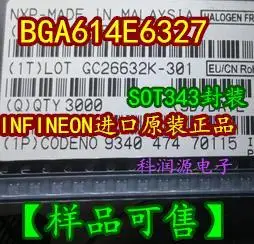 NXP-MADE IN MALAYSIA
HALOGEN FR
BGA614E6327
(1T)LOT GC26632K-301
EU/CN RoH
(Q)QTY 3000
SOT343封装
INFINEON进口原装正品
(1P)CODENO 9340 474 70115
科润源电子
【样品可售】